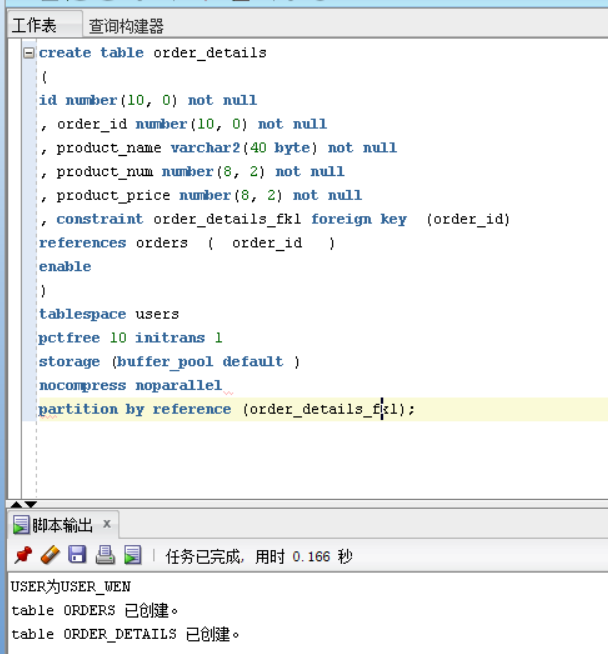 工作表 查询构建器
create table order_details
(
id number(10, 0) not null
, order_id number(10, 0) not null
, product_name varchar2(40 byte) not null
, product_num number(8, 2) not null
, product_price number(8, 2) not null
, constraint order_details_fk1 foreign key (order_id)
references orders ( order_id )
enable
)
tablespace users
pctfree 10 initrans 1
storage (buffer_pool default )
nocompress noparallel
partition by reference (order_details_fk1);
脚本输出 x
任务已完成, 用时 0.166 秒
USER为USER_WEN
table ORDERS 已创建。
table ORDER_DETAILS 已创建。